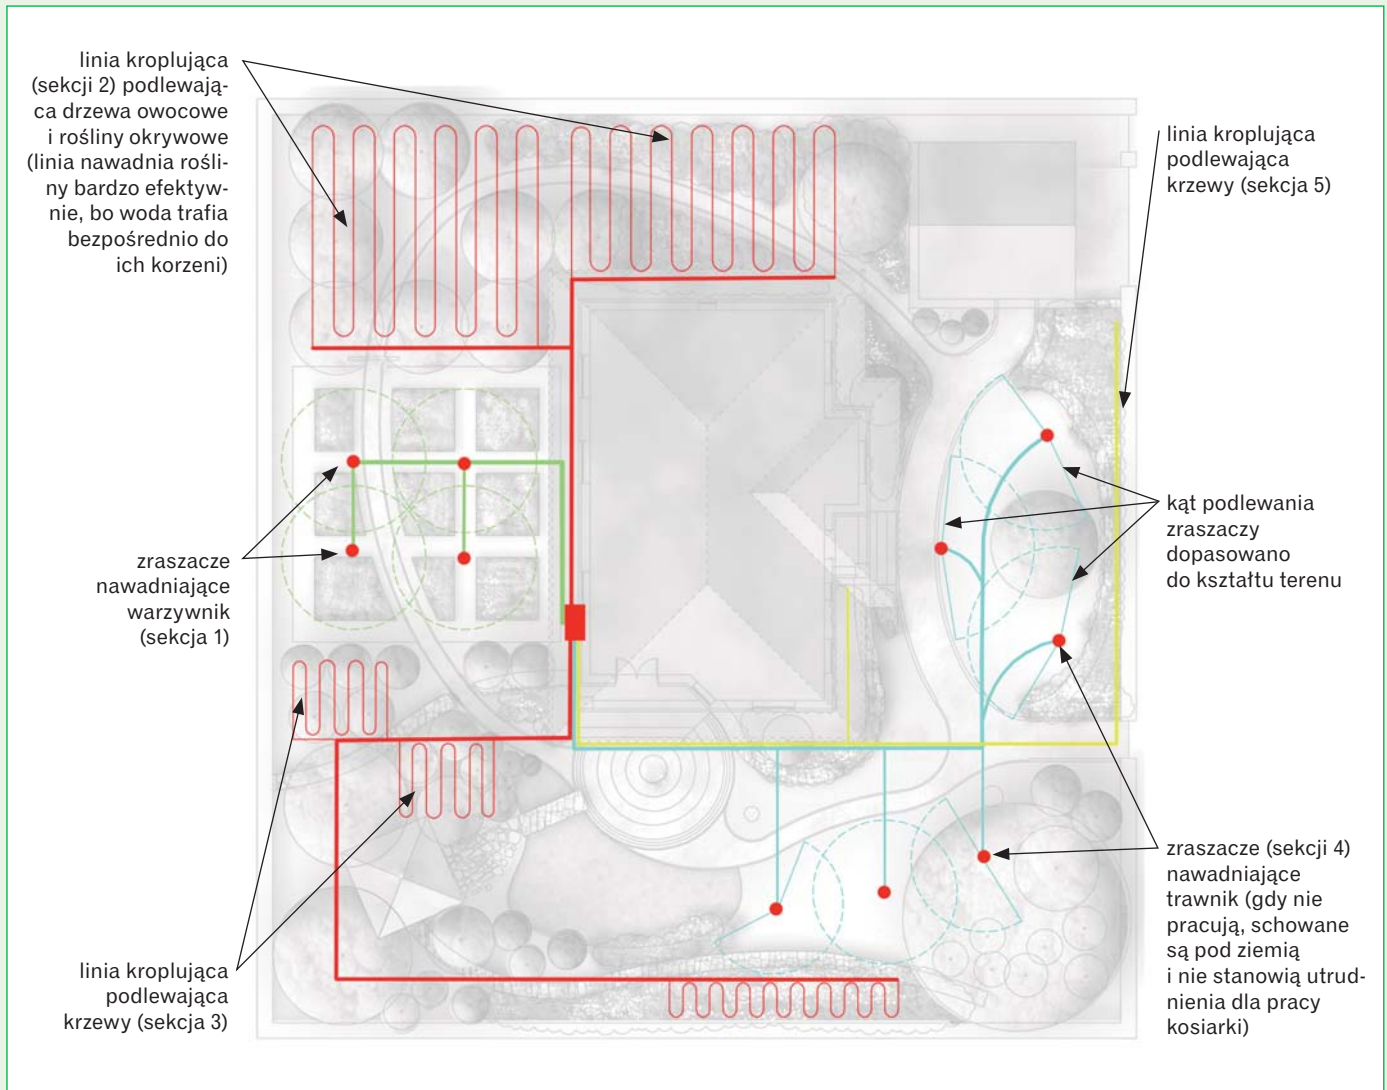 linia kroplująca
(sekcji 2) podlewają-
ca drzewa owocowe
i rośliny okrywowe
(linia nawadnia rośli-
ny bardzo efektyw-
nie, bo woda trafia
bezpośrednio do
ich korzeni)
linia kroplująca
podlewająca
krzewy (sekcja 5)
zraszacze
nawadniające
warzywnik
(sekcja 1)
kąt podlewania
zraszaczy
dopasowano
do kształtu terenu
linia kroplująca
podlewająca
krzewy (sekcja 3)
zraszacze (sekcji 4)
nawadniające
trawnik (gdy nie
pracują, schowane
są pod ziemią
i nie stanowią utrud-
nienia dla pracy
kosiarki)